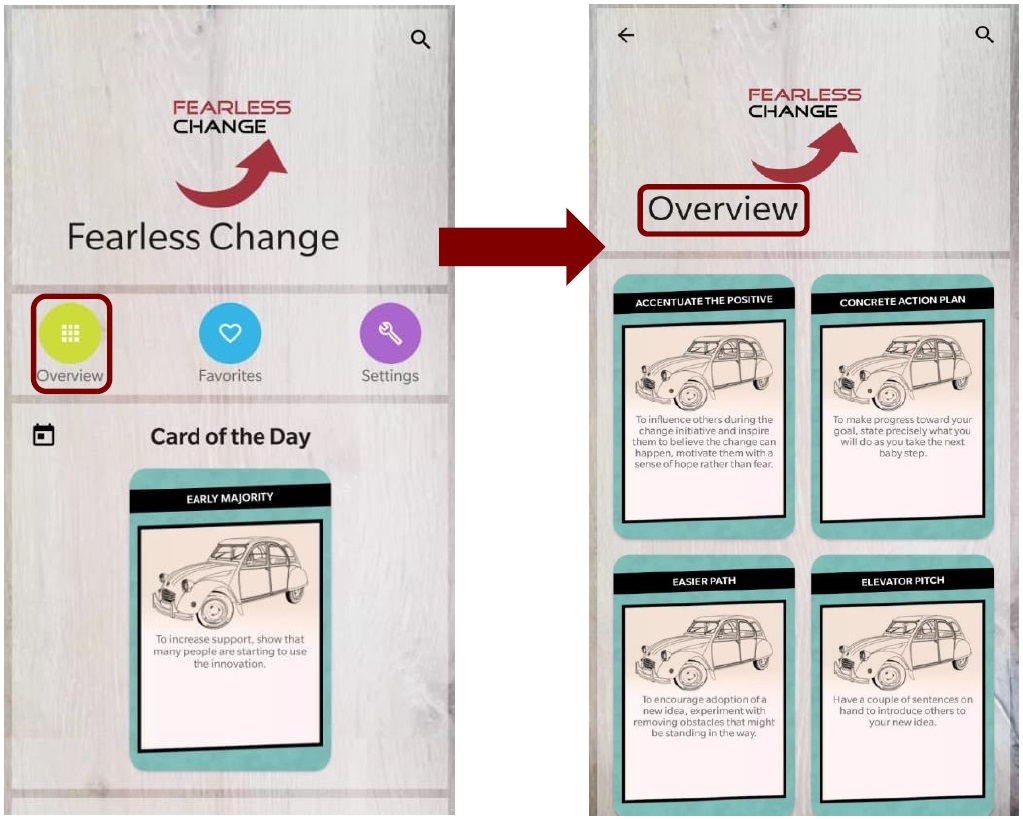 FEARLESS
CHANGE
Fearless Change
Overview
Favorites
Settings
Card of the Day
EARLY MAJORITY
To increase support, show that
many people are starting to use
the innovation.
FEARLESS
CHANGE
Overview
ACCENTUATE THE POSITIVE
To influence others during the
change initiative and inspire
them to believe the change can
happen, motivate them with a
sense of hope rather than fear.
CONCRETE ACTION PLAN
To make progress toward your
goal, state precisely what you
will do as you take the next
baby step.
EASIER PATH
To encourage adoption of a
new idea, experiment with
removing obstacles that might
be standing in the way.
ELEVATOR PITCH
Have a couple of sentences on
hand to introduce others to
your new idea.